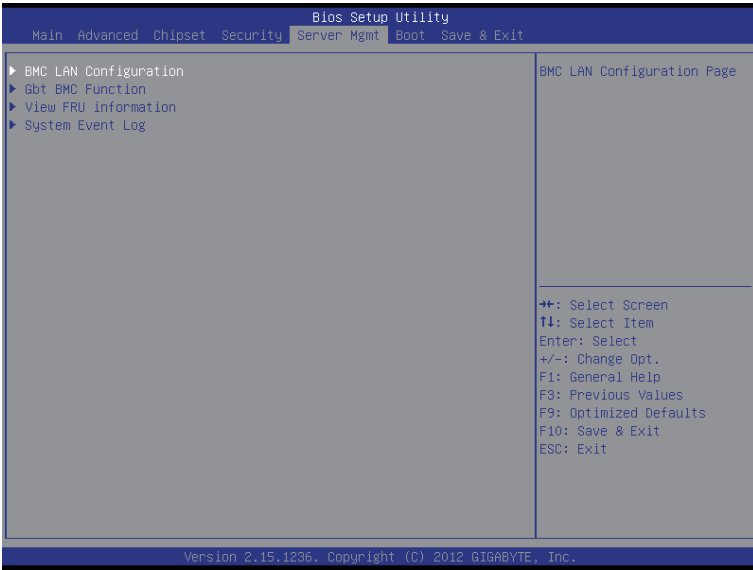 Bios Setup Utility
Main Advanced Chipset Security Server Mgmt Boot Save & Exit
▶ BMC LAN Configuration
▶ Gbt BMC Function
▶ View FRU information
▶ System Event Log
BMC LAN Configuration Page
→←: Select Screen
↑↓: Select Item
Enter: Select
+/-: Change Opt.
F1: General Help
F3: Previous Values
F9: Optimized Defaults
F10: Save & Exit
ESC: Exit
Version 2.15.1236. Copyright (C) 2012 GIGABYTE, Inc.